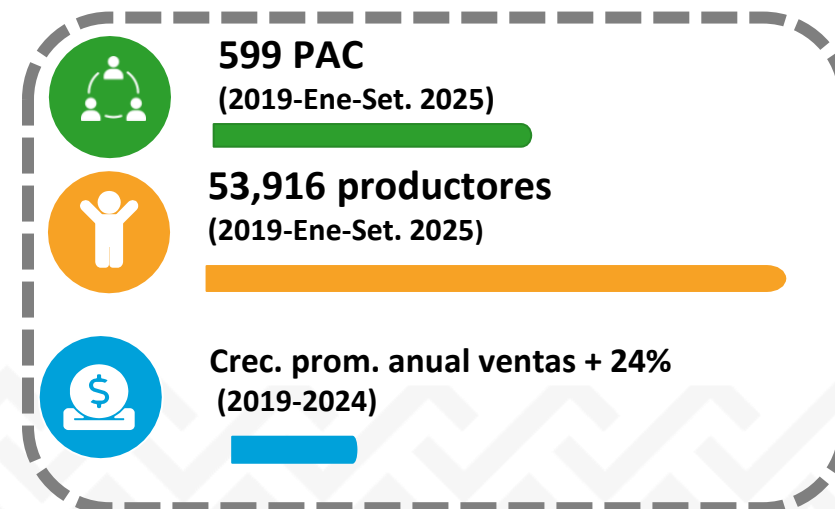 599 PAC
(2019-Ene-Set. 2025)
53,916 productores
(2019-Ene-Set. 2025)
$
Crec. prom. anual ventas + 24%
(2019-2024)